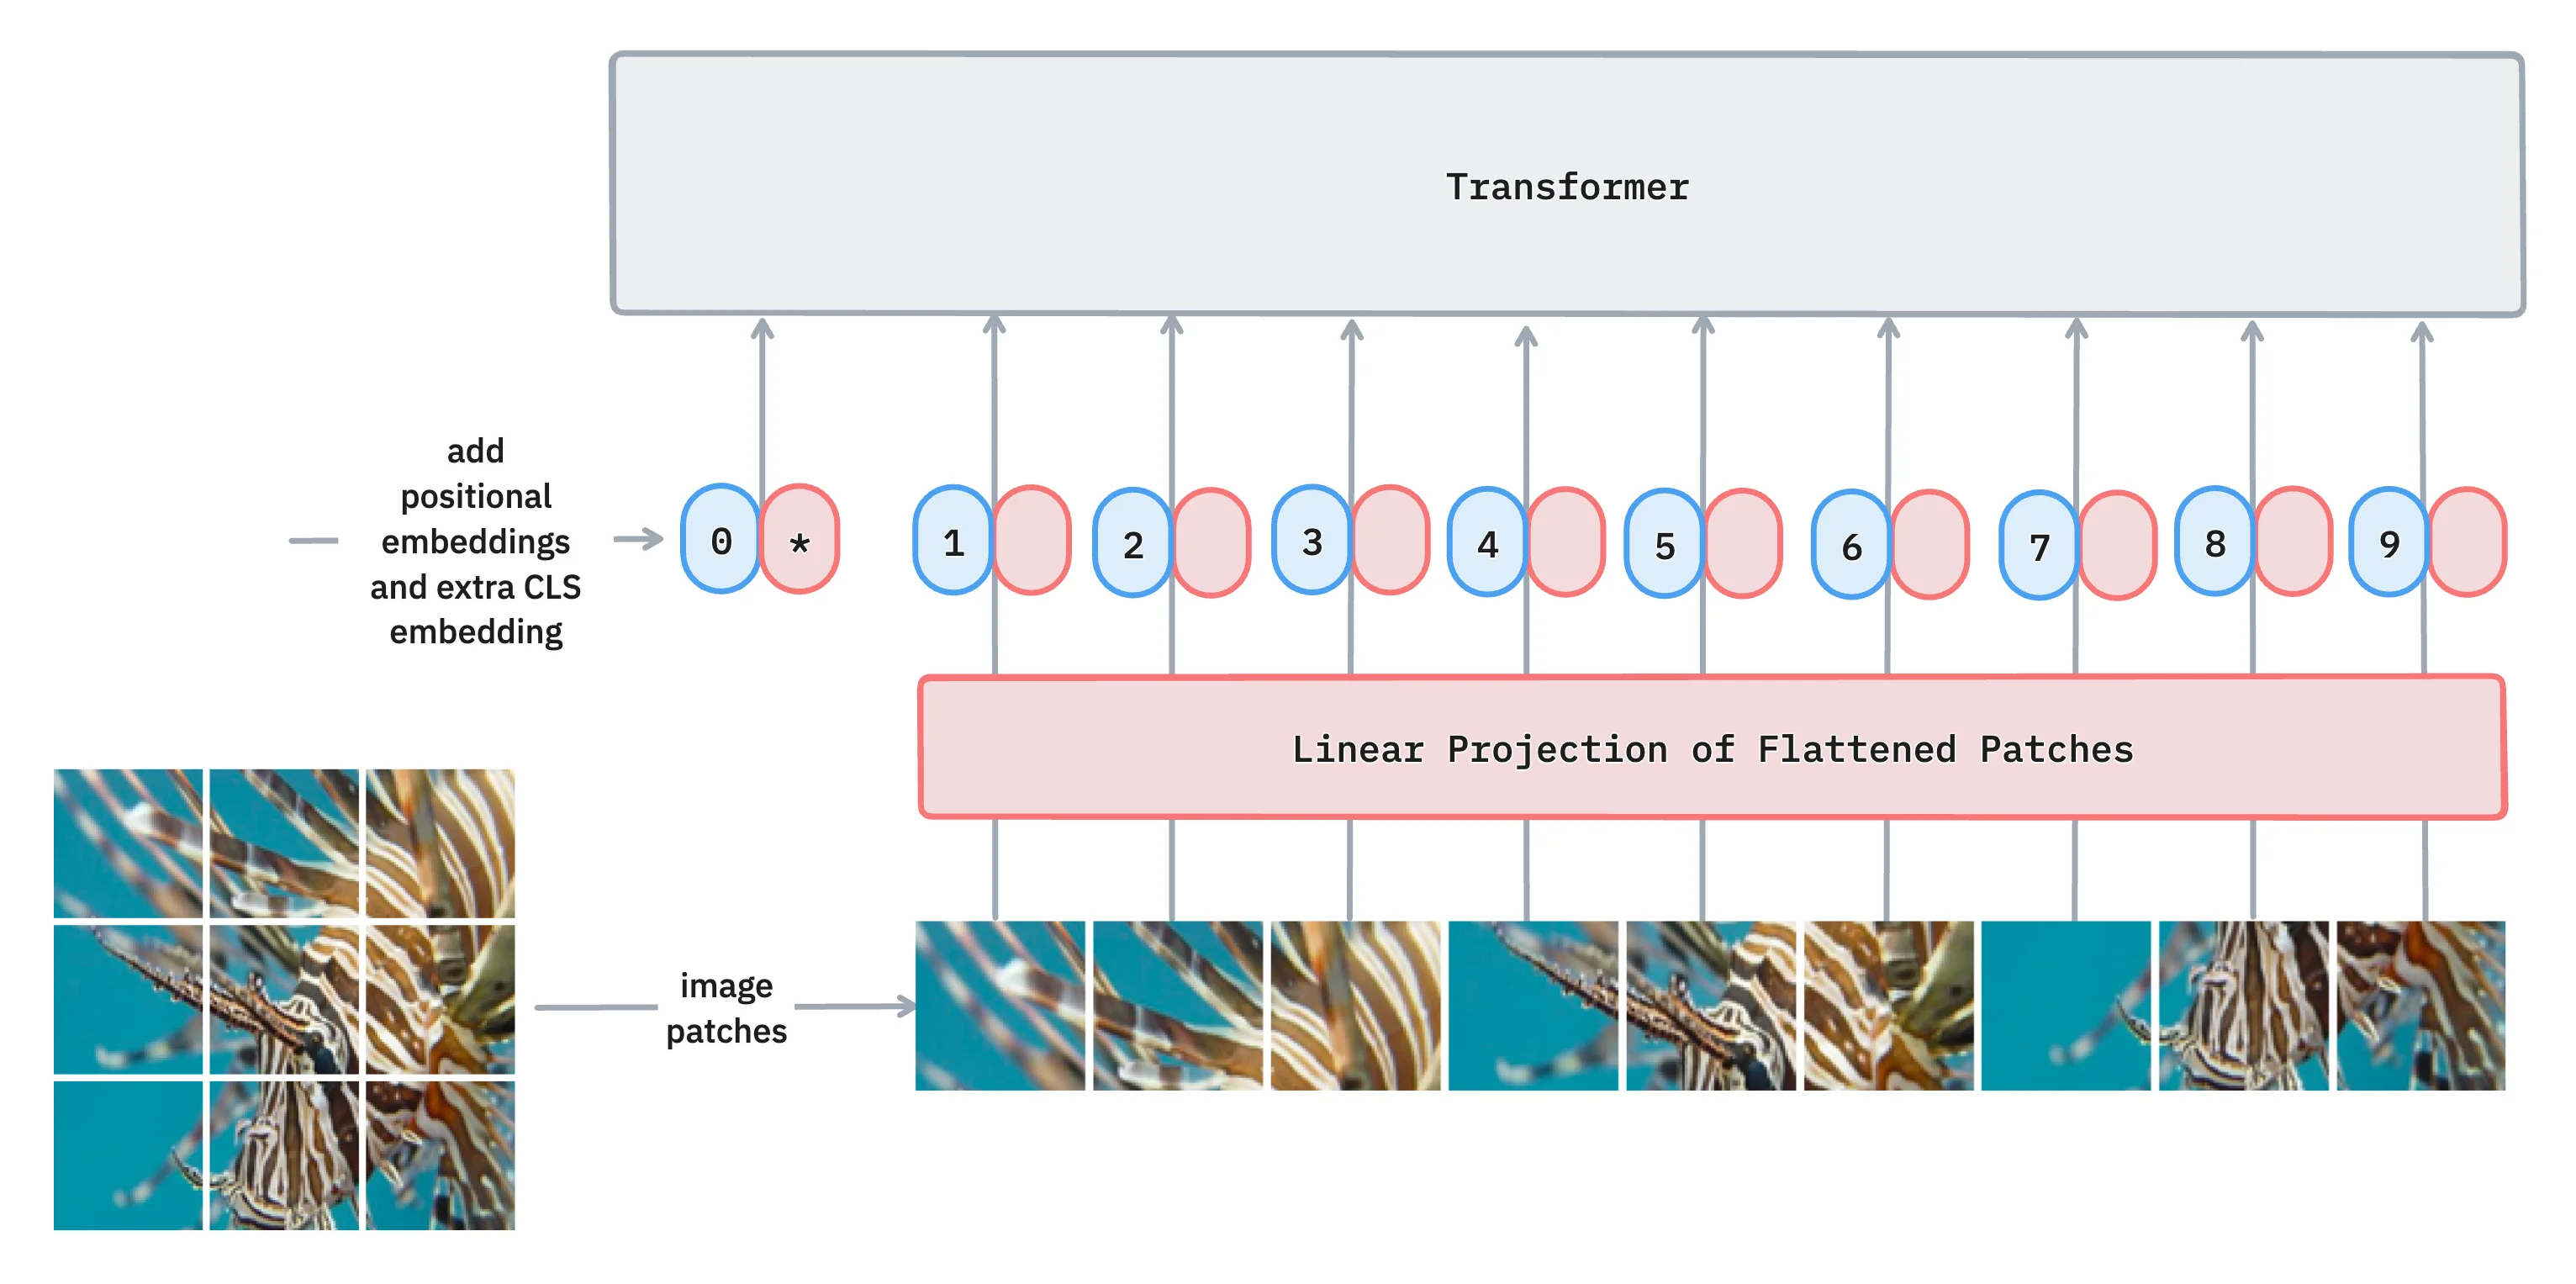 Transformer
add
positional
embeddings
and extra CLS
embedding
0 * 1 2 3 4 5 6 7 8 9
Linear Projection of Flattened Patches
image
patches